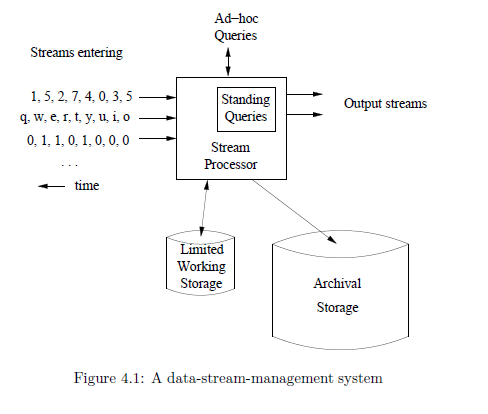 Ad–hoc
Queries
Streams entering
1, 5, 2, 7, 4, 0, 3, 5
q, w, e, r, t, y, u, i, o
0, 1, 1, 0, 1, 0, 0, 0
. . .
time
Standing
Queries
Stream
Processor
Output streams
Limited
Working
Storage
Archival
Storage
Figure 4.1: A data-stream-management system